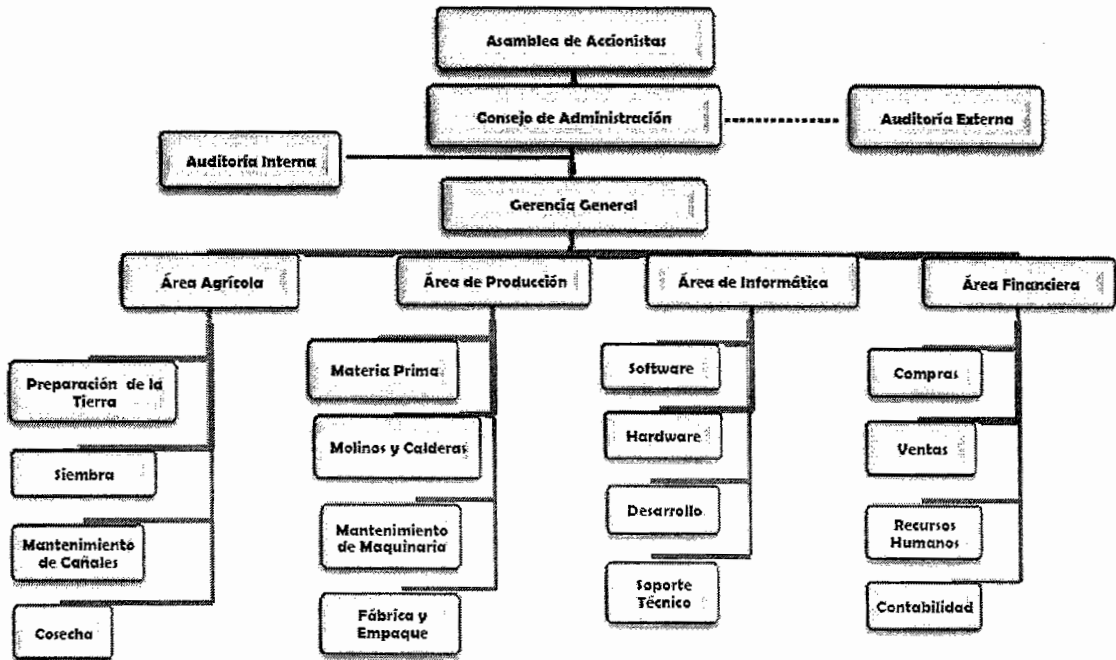 Asamblea de Accionistas
Consejo de Administración
Auditoría Externa
Auditoría Interna
Gerencia General
Área Agrícola
Área de Producción
Área de Informática
Área Financiera
Preparación de la
Tierra
Siembra
Mantenimiento
de Cañales
Cosecha
Materia Prima
Molinos y Calderas
Mantenimiento
de Maquinaria
Fábrica y
Empaque
Software
Hardware
Desarrollo
Soporte
Técnico
Compras
Ventas
Recursos
Humanos
Contabilidad